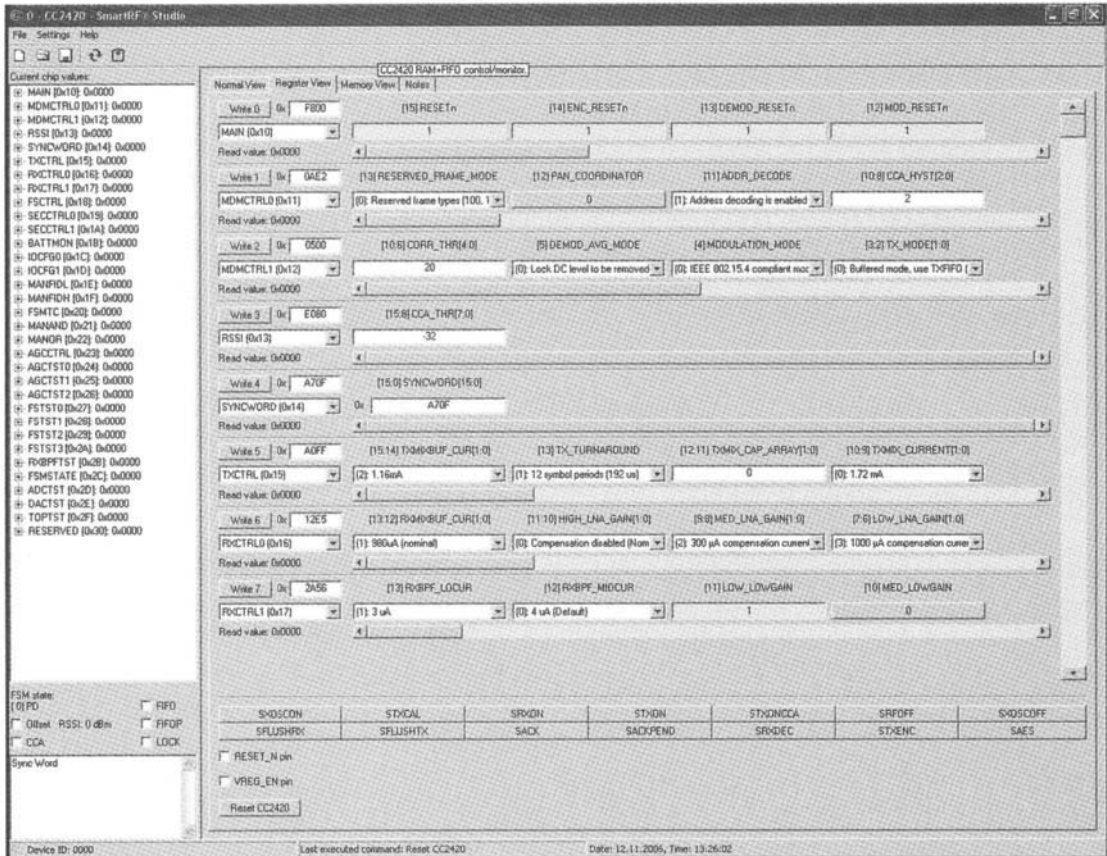 0 - CC2420 - SmartRF® Studio
File Settings Help
CC2420 RAM+FIFO control/monitor.
Current chip values:
MAIN [0x10]: 0x0000
MDMCTRL0 [0x11]: 0x0000
MDMCTRL1 [0x12]: 0x0000
RSSI [0x13]: 0x0000
SYNCWORD [0x14]: 0x0000
TXCTRL [0x15]: 0x0000
RXCTRL0 [0x16]: 0x0000
RXCTRL1 [0x17]: 0x0000
FSCTRL [0x18]: 0x0000
SECCTRL0 [0x19]: 0x0000
SECCTRL1 [0x1A]: 0x0000
BATTMON [0x1B]: 0x0000
IOCFG0 [0x1C]: 0x0000
IOCFG1 [0x1D]: 0x0000
MANFIDL [0x1E]: 0x0000
MANFIDH [0x1F]: 0x0000
FSMTC [0x20]: 0x0000
MANAND [0x21]: 0x0000
MANOR [0x22]: 0x0000
AGCCTRL [0x23]: 0x0000
AGCTST0 [0x24]: 0x0000
AGCTST1 [0x25]: 0x0000
AGCTST2 [0x26]: 0x0000
FSTST0 [0x27]: 0x0000
FSTST1 [0x28]: 0x0000
FSTST2 [0x29]: 0x0000
FSTST3 [0x2A]: 0x0000
RXBPFTST [0x2B]: 0x0000
FSMSTATE [0x2C]: 0x0000
ADCTST [0x2D]: 0x0000
DACTST [0x2E]: 0x0000
TOPTST [0x2F]: 0x0000
RESERVED [0x30]: 0x0000
FSM state:
[ 0] PD FIFO
Offset RSSI: 0 dBm FIFOP
CCA LOCK
Sync Word
Normal View Register View Memory View Notes
Write 0 0x F800 [15] RESETn [14] ENC_RESETn [13] DEMOD_RESETn [12] MOD_RESETn
MAIN [0x10] 1 1 1 1
Read value: 0x0000
Write 1 0x 0AE2 [13] RESERVED_FRAME_MODE [12] PAN_COORDINATOR [11] ADDR_DECODE [10:8] CCA_HYST[2:0]
MDMCTRL0 [0x11] [0]: Reserved frame types (100, 1 0 [1]: Address decoding is enabled 2
Read value: 0x0000
Write 2 0x 0500 [10:6] CORR_THR[4:0] [5] DEMOD_AVG_MODE [4] MODULATION_MODE [3:2] TX_MODE[1:0]
MDMCTRL1 [0x12] 20 [0]: Lock DC level to be removed [0]: IEEE 802.15.4 compliant moc [0]: Buffered mode, use TXFIFO (
Read value: 0x0000
Write 3 0x E080 [15:8] CCA_THR[7:0]
RSSI [0x13] -32
Read value: 0x0000
Write 4 0x A70F [15:0] SYNCWORD[15:0]
SYNCWORD [0x14] 0x A70F
Read value: 0x0000
Write 5 0x A0FF [15:14] TXMIXBUF_CUR[1:0] [13] TX_TURNAROUND [12:11] TXMIX_CAP_ARRAY[1:0] [10:9] TXMIX_CURRENT[1:0]
TXCTRL [0x15] [2]: 1.16mA [1]: 12 symbol periods (192 us) 0 [0]: 1.72 mA
Read value: 0x0000
Write 6 0x 12E5 [13:12] RXMIXBUF_CUR[1:0] [11:10] HIGH_LNA_GAIN[1:0] [9:8] MED_LNA_GAIN[1:0] [7:6] LOW_LNA_GAIN[1:0]
RXCTRL0 [0x16] [1]: 980uA (nominal) [0]: Compensation disabled (Nom [2]: 300 µA compensation current [3]: 1000 µA compensation curre
Read value: 0x0000
Write 7 0x 2A56 [13] RXBPF_LOCUR [12] RXBPF_MIDCUR [11] LOW_LOWGAIN [10] MED_LOWGAIN
RXCTRL1 [0x17] [1]: 3 uA [0]: 4 uA (Default) 1 0
Read value: 0x0000
SXOSCON STXCAL SRXON STXON STXONCCA SRFOFF SXOSCOFF
SFLUSHRX SFLUSHTX SACK SACKPEND SRXDEC STXENC SAES
RESET_N pin
VREG_EN pin
Reset CC2420
Device ID: 0000 Last executed command: Reset CC2420 Date: 12.11.2006, Time: 13:26:02